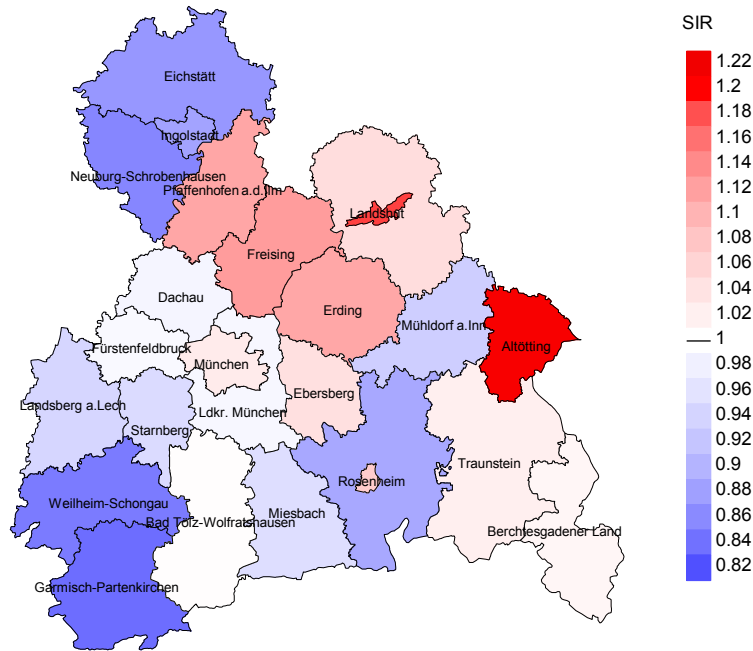 SIR
Eichstätt
Ingolstadt
Neuburg-Schrobenhausen
Pfaffenhofen a.d.Ilm
Landshut
Freising
Dachau
Erding
Mühldorf a.Inn
Altötting
Fürstenfeldbruck
München
Ebersberg
Landsberg a.Lech
Starnberg
Ldkr. München
Traunstein
Rosenheim
Weilheim-Schongau
Miesbach
Bad Tölz-Wolfratshausen
Berchtesgadener Land
Garmisch-Partenkirchen
1.22
1.2
1.18
1.16
1.14
1.12
1.1
1.08
1.06
1.04
1.02
1
0.98
0.96
0.94
0.92
0.9
0.88
0.86
0.84
0.82